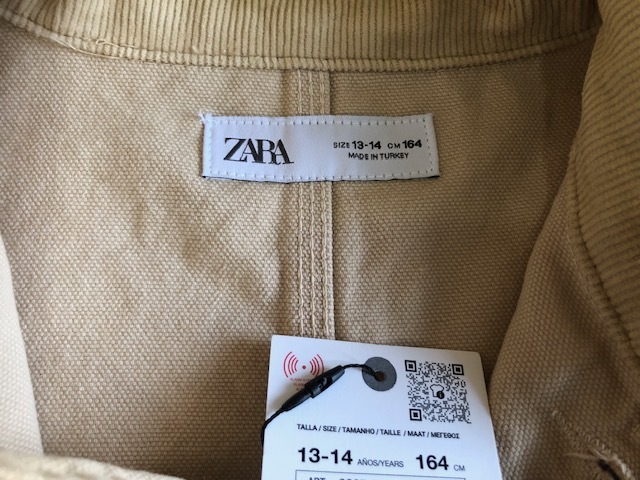 ZARA
SIZE 13-14 CM 164
MADE IN TURKEY
TALLA / SIZE / TAMANHO / TAILLE / MAAT / ΜΕΓΕΘΟΣ
13-14 AÑOS/YEARS 164 CM